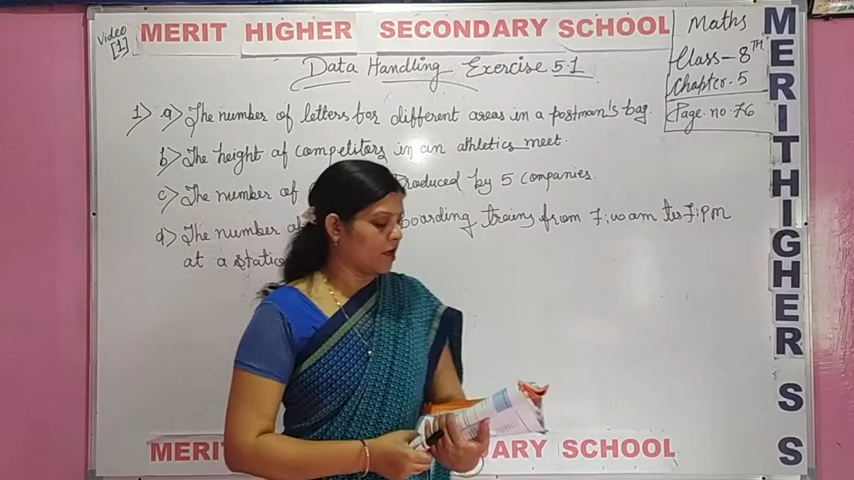 Video [1]
MERIT HIGHER SECONDARY SCHOOL
Maths
Class-8TH
Chapter-5
Page no 76
Data Handling Exercise 5.1
1> a> The number of letters for different areas in a postman's bag.
b> The height of competitors in an athletics meet.
c> The number of Produced by 5 companies.
d> The number boarding trains from 7:00 am to 7:PM
at a static
MERIT ARY SCHOOL
MERIT HIGHER S S